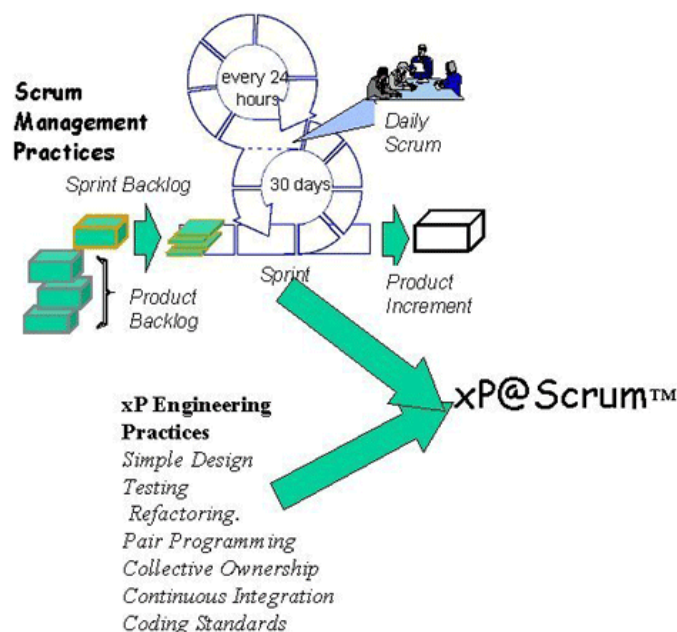 Scrum
Management
Practices
every 24
hours
Daily
Scrum
Sprint Backlog
30 days
Product
Backlog
Sprint
Product
Increment
xP@Scrum™
xP Engineering
Practices
Simple Design
Testing
Refactoring.
Pair Programming
Collective Ownership
Continuous Integration
Coding Standards